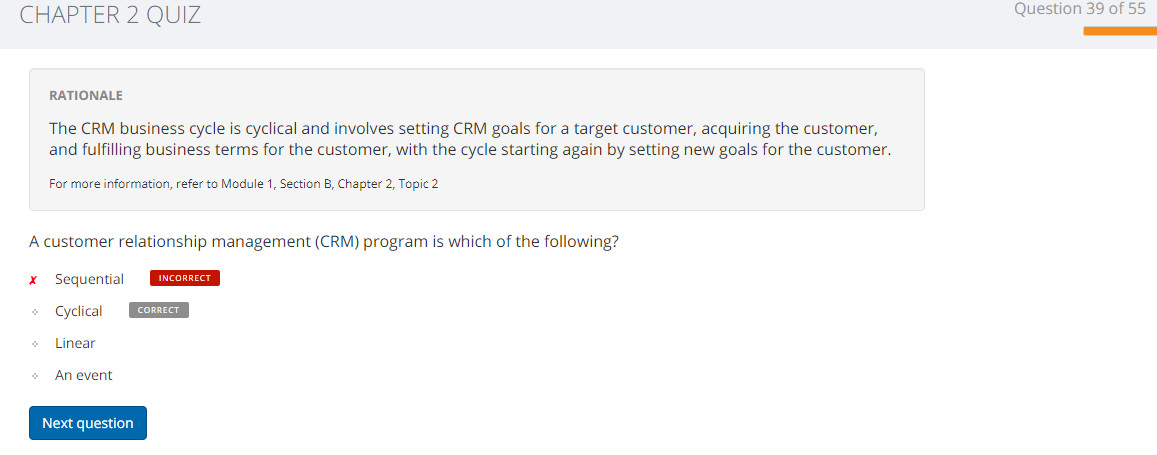 CHAPTER 2 QUIZ
Question 39 of 55
RATIONALE
The CRM business cycle is cyclical and involves setting CRM goals for a target customer, acquiring the customer,
and fulfilling business terms for the customer, with the cycle starting again by setting new goals for the customer.
For more information, refer to Module 1, Section B, Chapter 2, Topic 2
A customer relationship management (CRM) program is which of the following?
Sequential INCORRECT
Cyclical CORRECT
Linear
An event
Next question